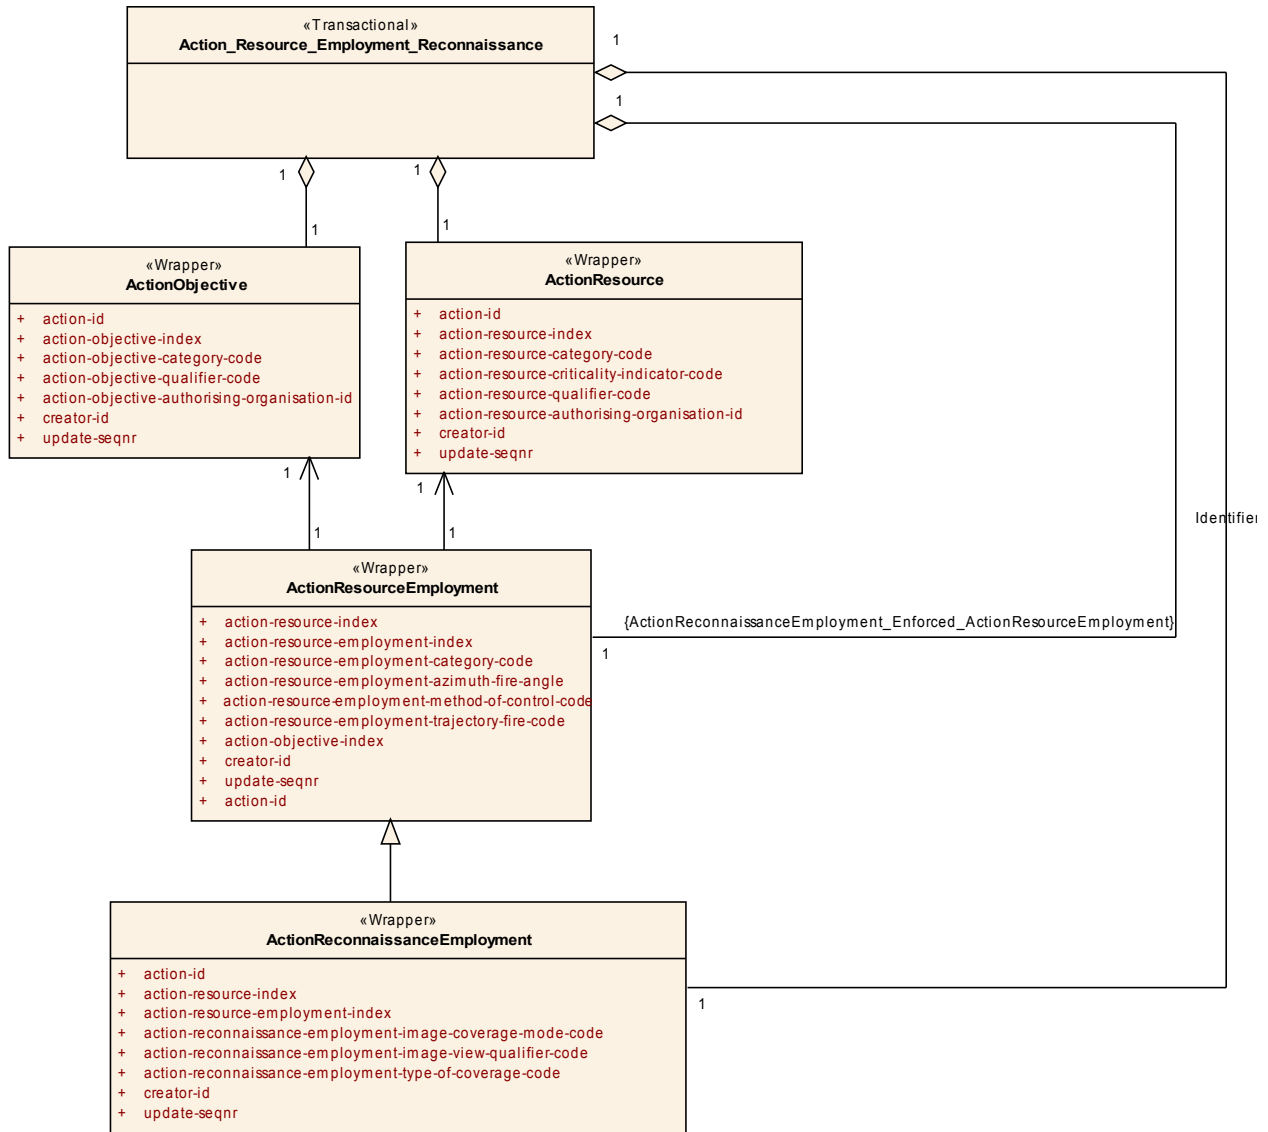 «Transactional»
Action_Resource_Employment_Reconnaissance
1
1
1
1
1
1
«Wrapper»
ActionObjective
+ action-id
+ action-objective-index
+ action-objective-category-code
+ action-objective-qualifier-code
+ action-objective-authorising-organisation-id
+ creator-id
+ update-seqnr
«Wrapper»
ActionResource
+ action-id
+ action-resource-index
+ action-resource-category-code
+ action-resource-criticality-indicator-code
+ action-resource-qualifier-code
+ action-resource-authorising-organisation-id
+ creator-id
+ update-seqnr
1
1
1
1
Identifier
«Wrapper»
ActionResourceEmployment
+ action-resource-index
+ action-resource-employment-index
+ action-resource-employment-category-code
+ action-resource-employment-azimuth-fire-angle
+ action-resource-employment-method-of-control-code
+ action-resource-employment-trajectory-fire-code
+ action-objective-index
+ creator-id
+ update-seqnr
+ action-id
{ActionReconnaissanceEmployment_Enforced_ActionResourceEmployment}
1
«Wrapper»
ActionReconnaissanceEmployment
+ action-id
+ action-resource-index
+ action-resource-employment-index
+ action-reconnaissance-employment-image-coverage-mode-code
+ action-reconnaissance-employment-image-view-qualifier-code
+ action-reconnaissance-employment-type-of-coverage-code
+ creator-id
+ update-seqnr
1